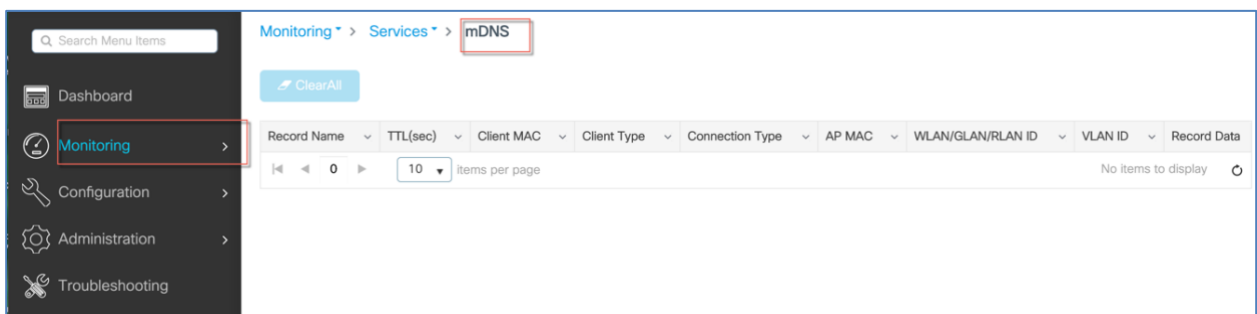 Search Menu Items
Dashboard
Monitoring
Configuration
Administration
Troubleshooting
Monitoring > Services > mDNS
ClearAll
Record Name TTL(sec) Client MAC Client Type Connection Type AP MAC WLAN/GLAN/RLAN ID VLAN ID Record Data
0 10 items per page No items to display